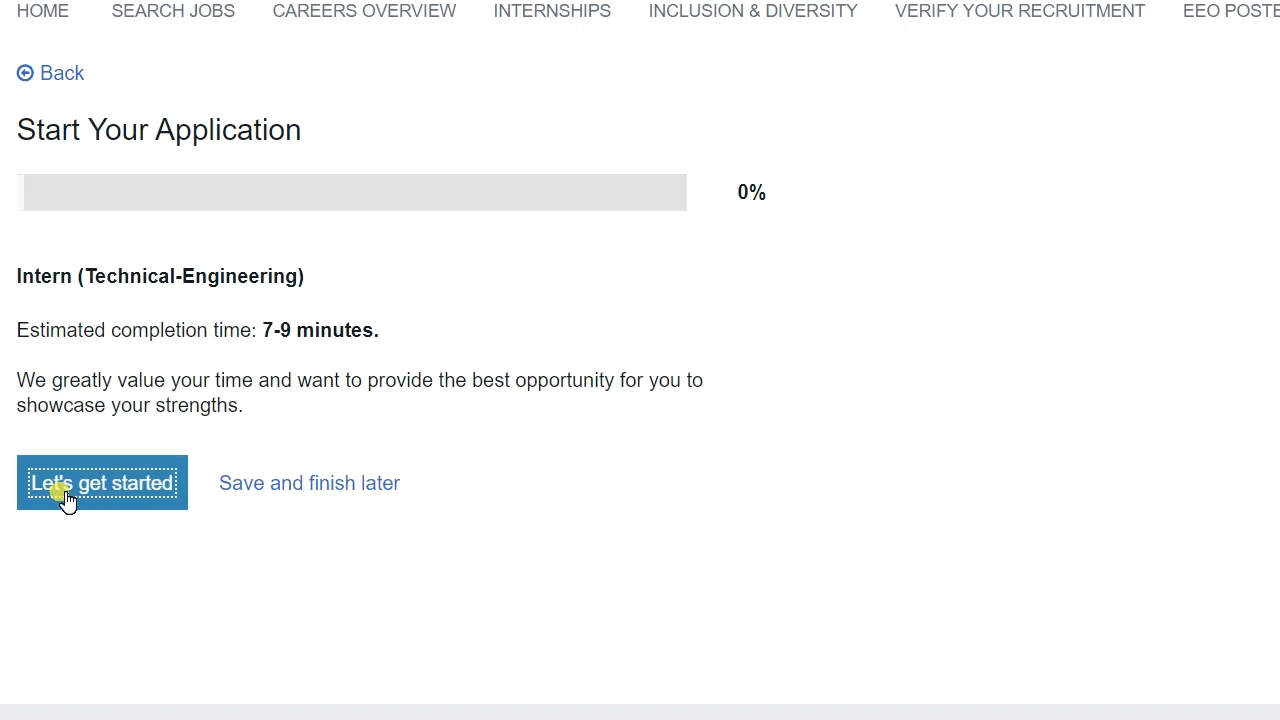 HOME SEARCH JOBS CAREERS OVERVIEW INTERNSHIPS INCLUSION & DIVERSITY VERIFY YOUR RECRUITMENT EEO POSTE
Back
Start Your Application
0%
Intern (Technical-Engineering)
Estimated completion time: 7-9 minutes.
We greatly value your time and want to provide the best opportunity for you to
showcase your strengths.
Let's get started Save and finish later